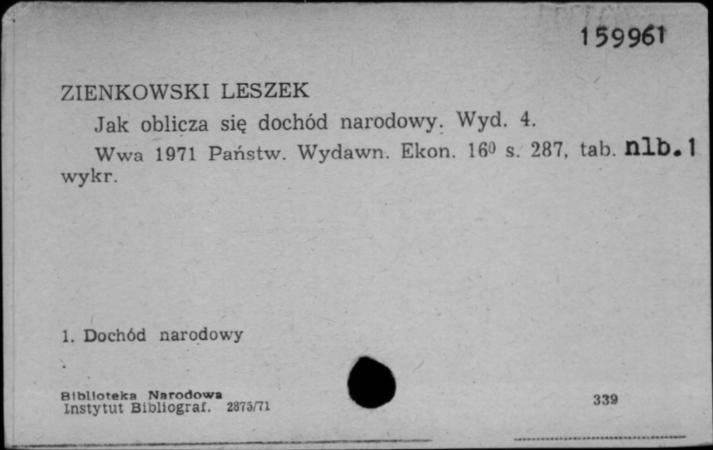 159961
ZIENKOWSKI LESZEK
Jak oblicza się dochód narodowy. Wyd. 4.
Wwa 1971 Państw. Wydawn. Ekon. 16⁰ s. 287, tab. nlb. 1
wykr.
1. Dochód narodowy
Biblioteka Narodowa
Instytut Bibliograf. 2875/71
339